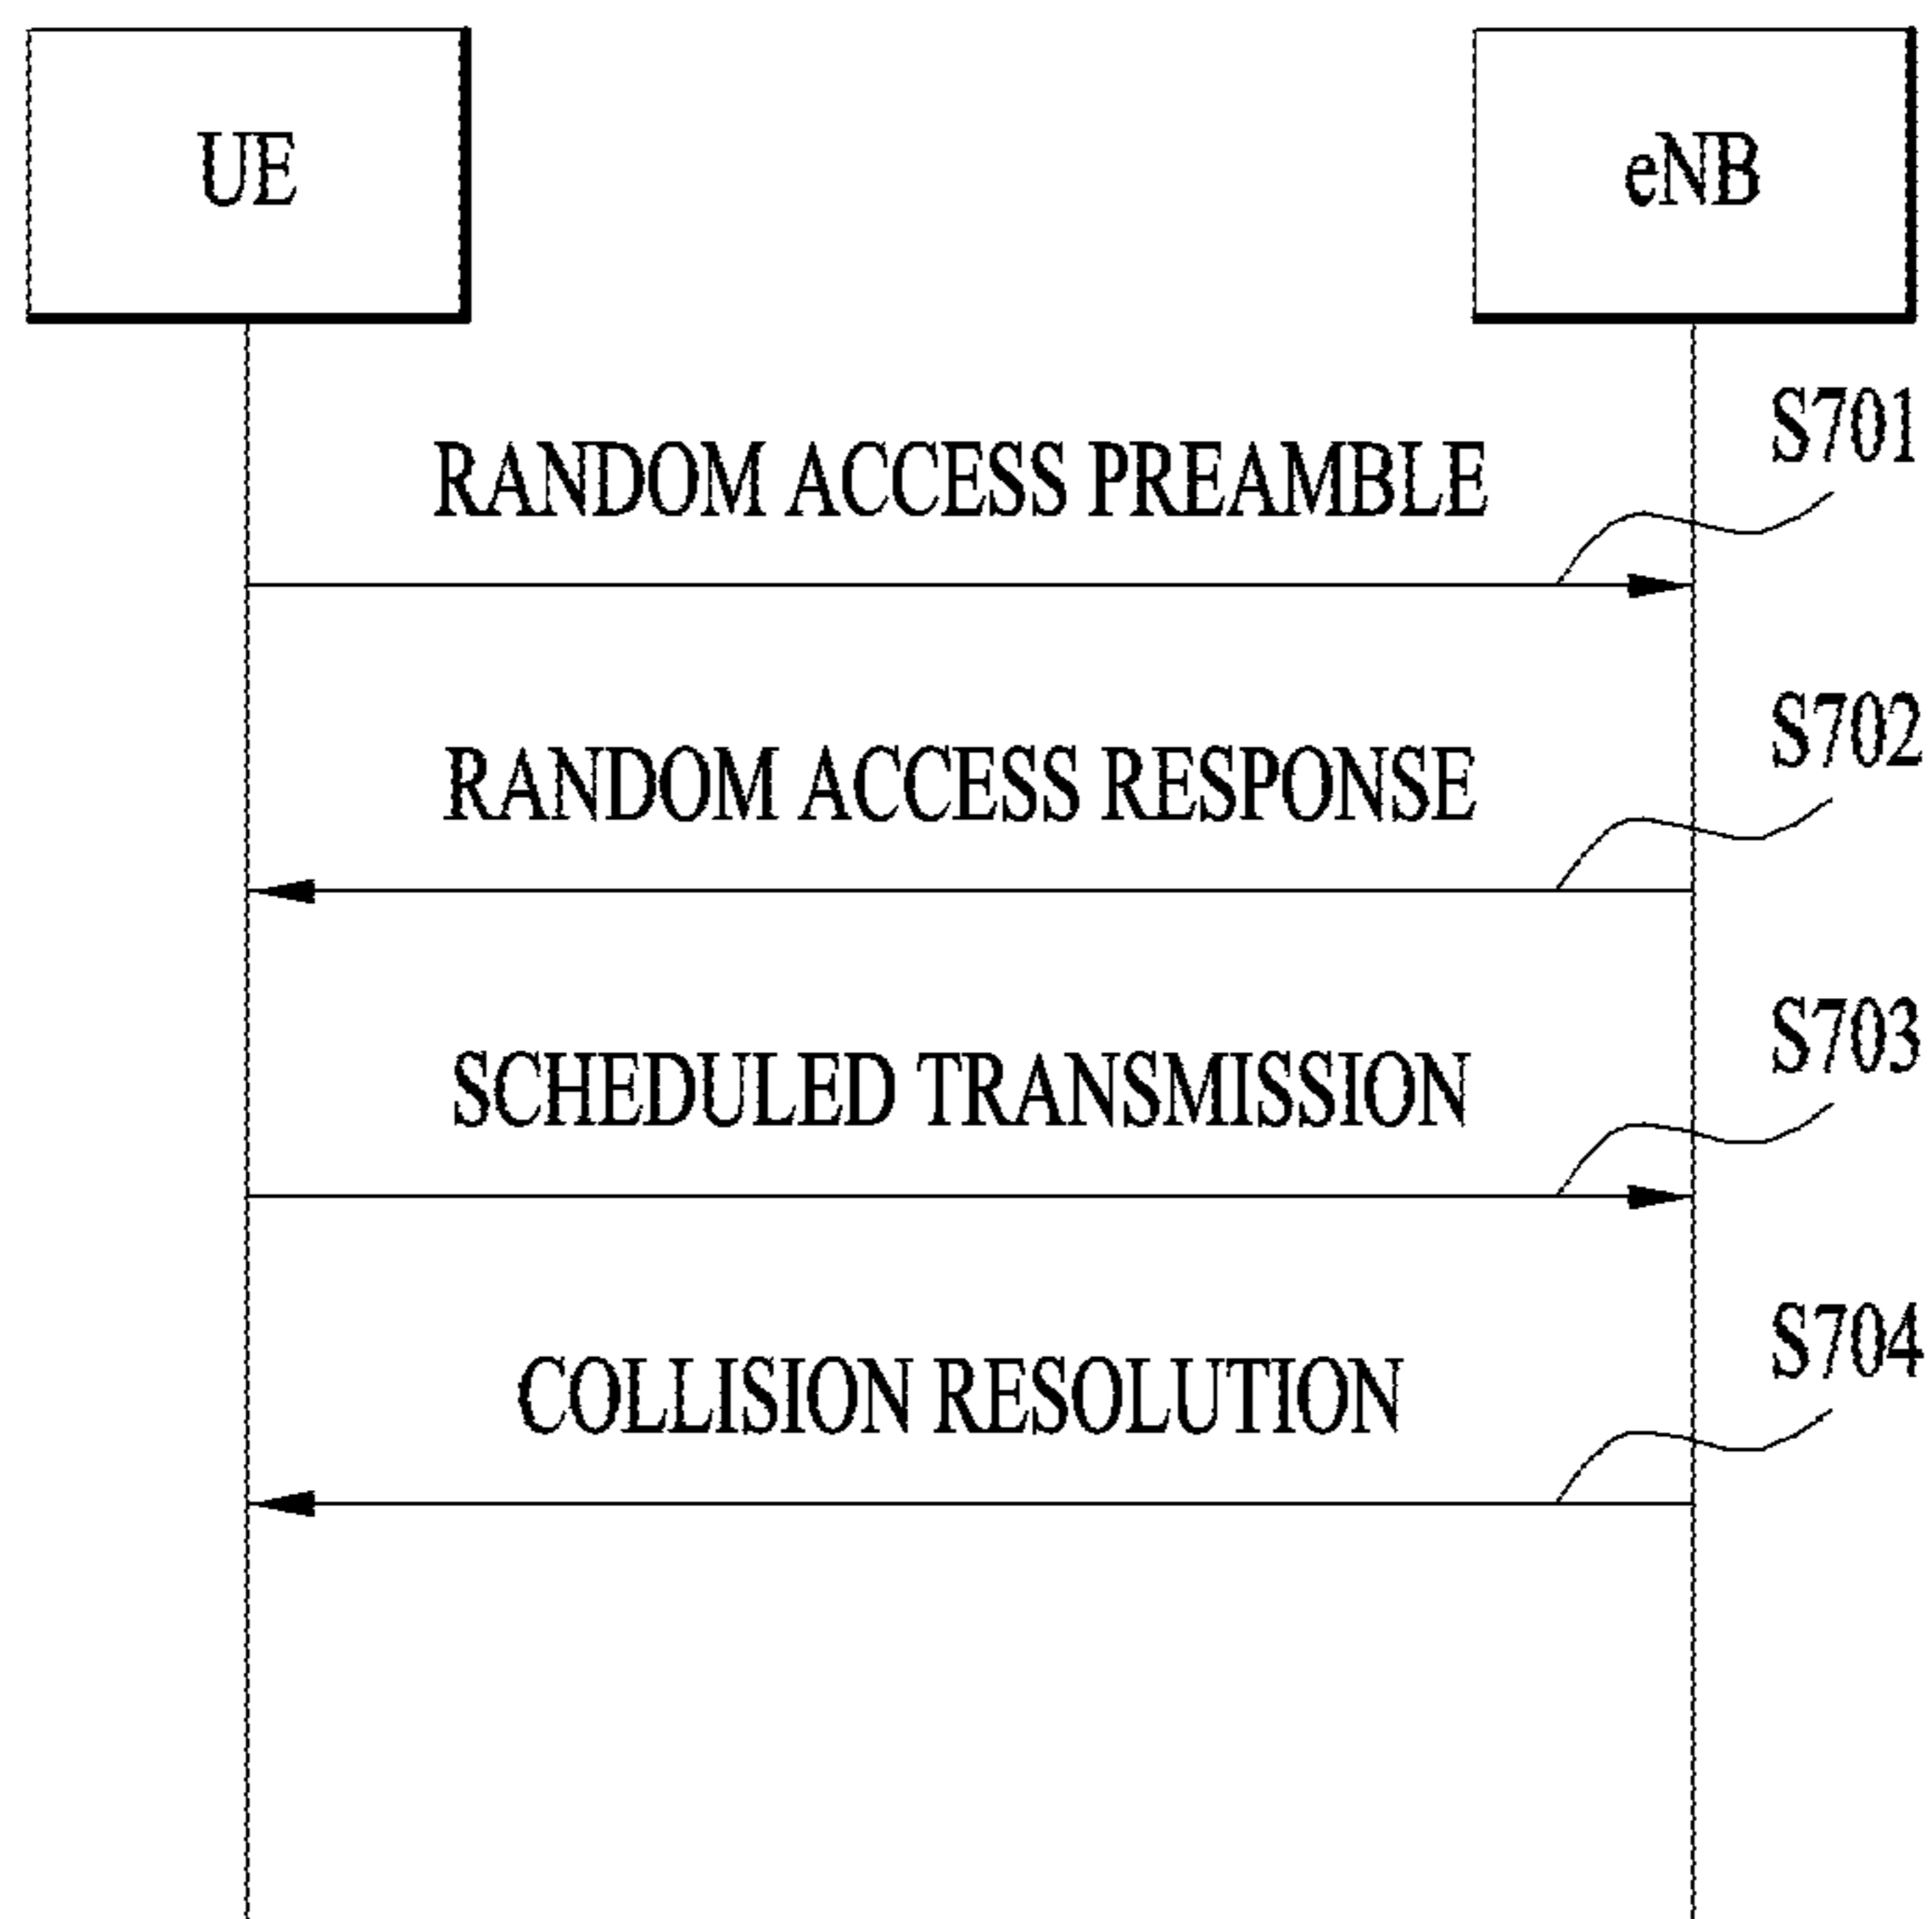 UE
eNB
S701
RANDOM ACCESS PREAMBLE
S702
RANDOM ACCESS RESPONSE
S703
SCHEDULED TRANSMISSION
S704
COLLISION RESOLUTION